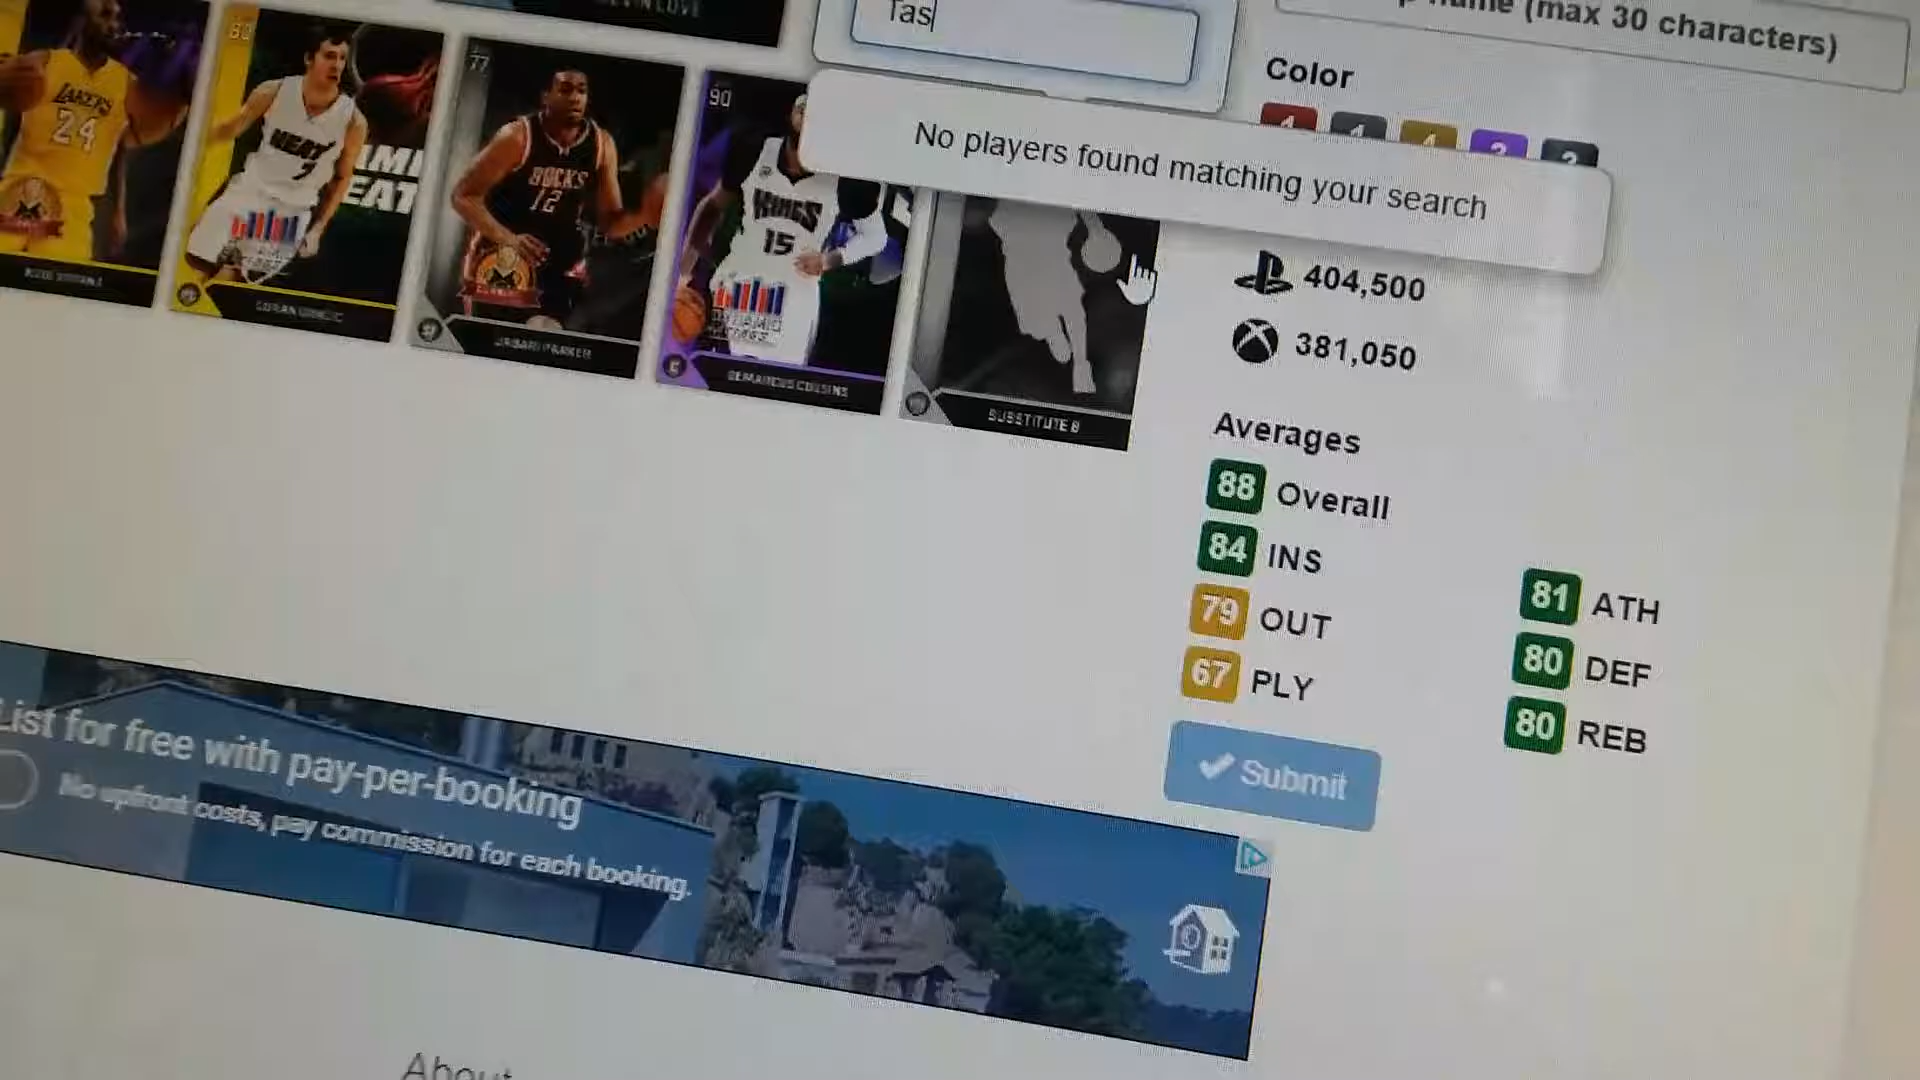 Tas
name (max 30 characters)
Color
No players found matching your search
404,500
381,050
Averages
88 Overall
84 INS
81 ATH
79 OUT
80 DEF
67 PLY
80 REB
Submit
LAKERS
24
HEAT
7
77
BUCKS
12
JABARI PARKER
90
KINGS
15
DEMARCUS COUSINS
SUBSTITUTE 8
List for free with pay-per-booking
No upfront costs, pay commission for each booking.
About